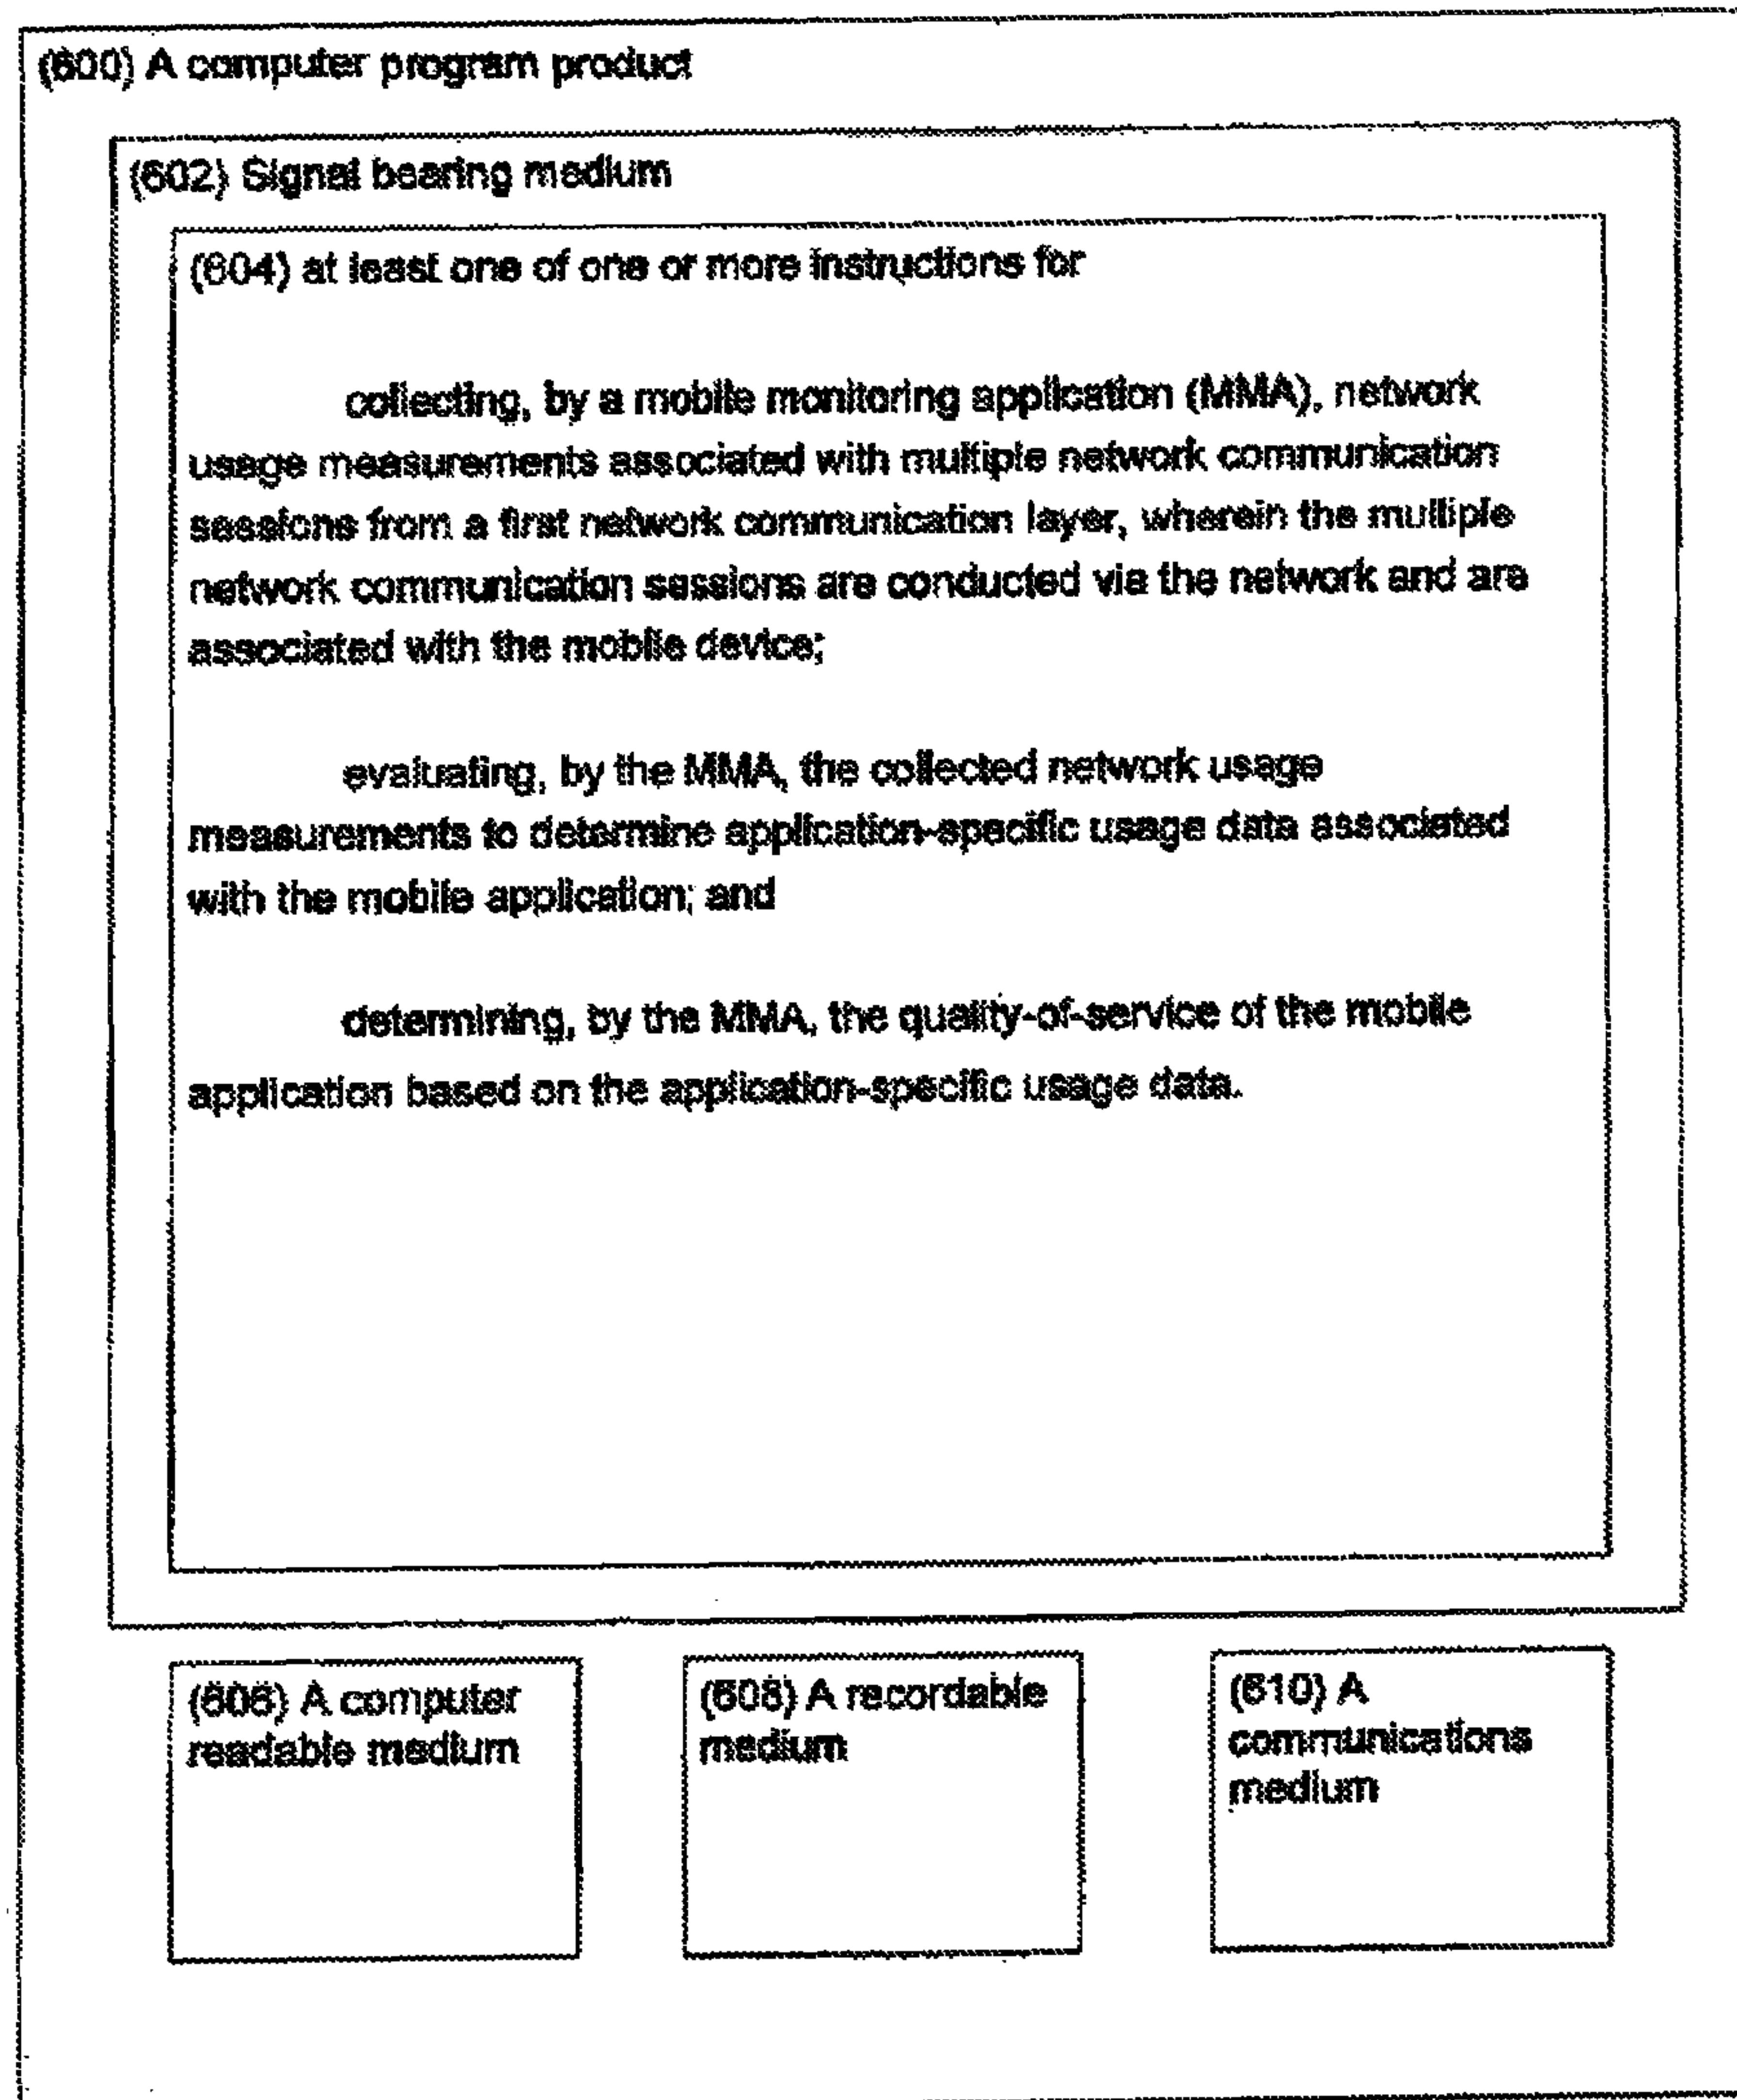 (600) A computer program product
(602) Signal bearing medium
(604) at least one of one or more instructions for
collecting, by a mobile monitoring application (MMA), network
usage measurements associated with multiple network communication
sessions from a first network communication layer, wherein the multiple
network communication sessions are conducted via the network and are
associated with the mobile device;
evaluating, by the MMA, the collected network usage
measurements to determine application-specific usage data associated
with the mobile application; and
determining, by the MMA, the quality-of-service of the mobile
application based on the application-specific usage data.
(606) A computer
readable medium
(608) A recordable
medium
(610) A
communications
medium